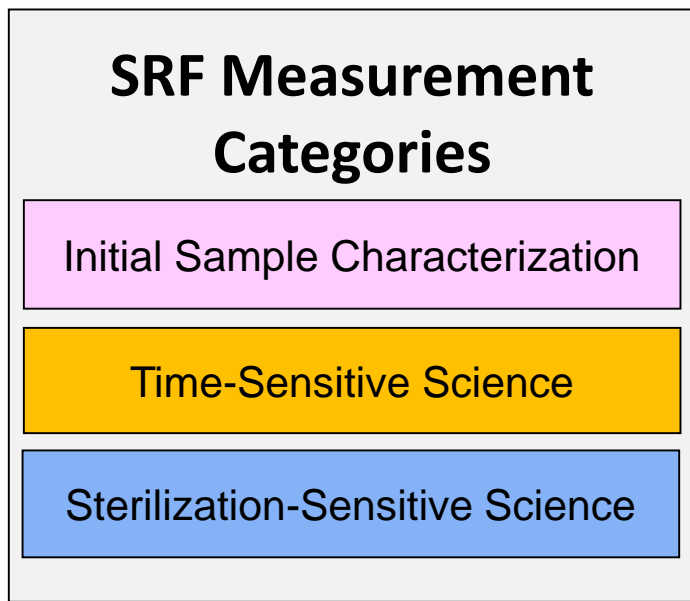 SRF Measurement
Categories
Initial Sample Characterization
Time-Sensitive Science
Sterilization-Sensitive Science